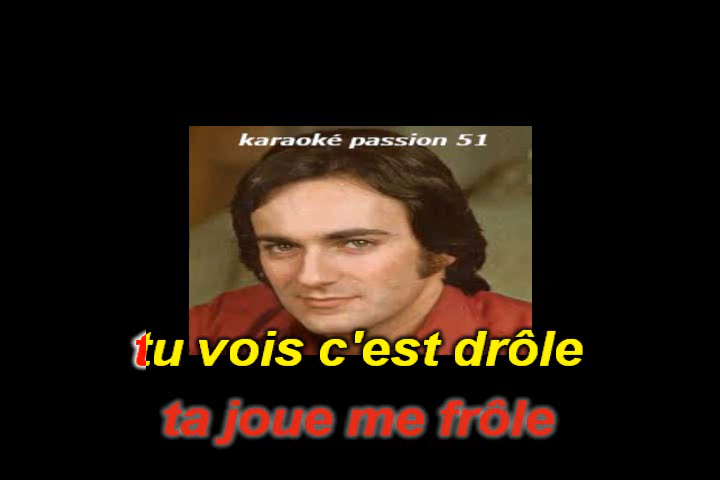 karaoké passion 51
tu vois c'est drôle
ta joue me frôle